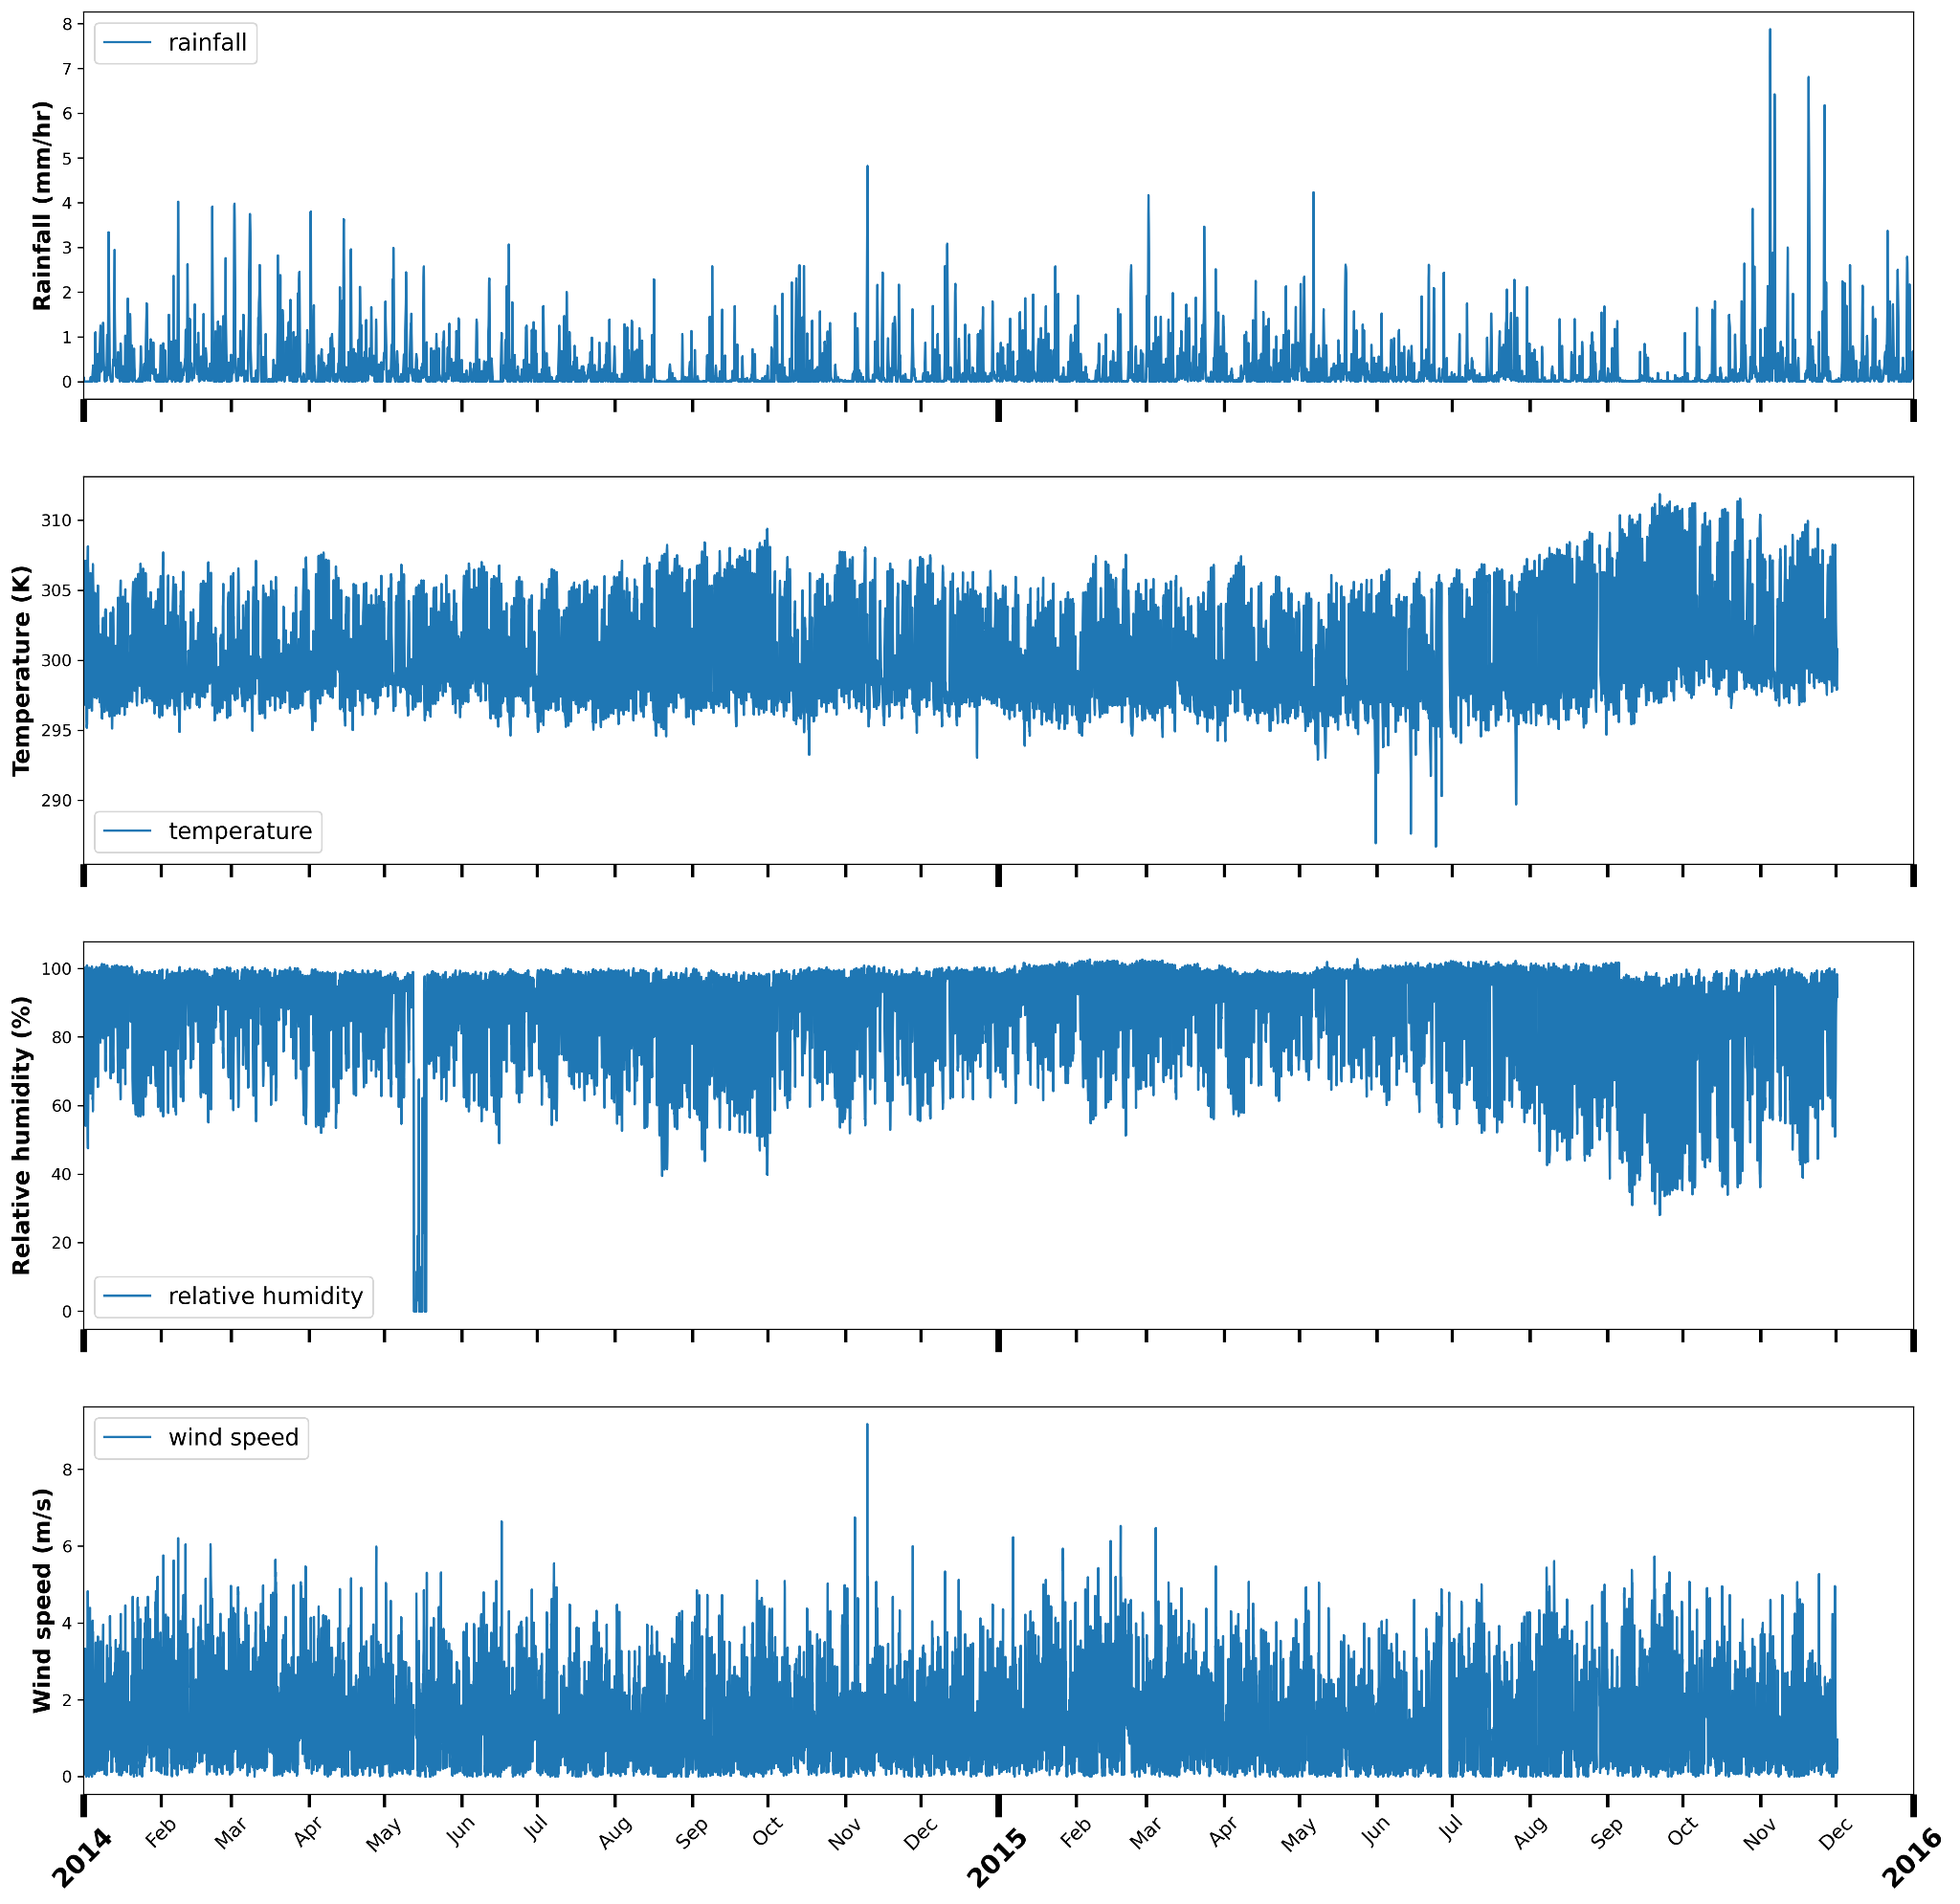 8
7
6
5
4
3
2
1
0
Rainfall (mm/hr)
rainfall
310
305
300
295
290
Temperature (K)
temperature
100
80
60
40
20
0
Relative humidity (%)
relative humidity
8
6
4
2
0
Wind speed (m/s)
wind speed
2014 Feb Mar Apr May Jun Jul Aug Sep Oct Nov Dec 2015 Feb Mar Apr May Jun Jul Aug Sep Oct Nov Dec 2016